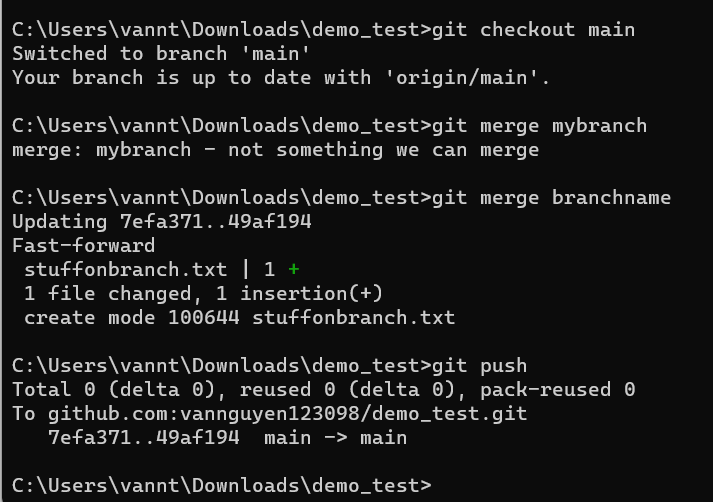 C:\Users\vannt\Downloads\demo_test>git checkout main
Switched to branch 'main'
Your branch is up to date with 'origin/main'.
C:\Users\vannt\Downloads\demo_test>git merge mybranch
merge: mybranch - not something we can merge
C:\Users\vannt\Downloads\demo_test>git merge branchname
Updating 7efa371..49af194
Fast-forward
 stuffonbranch.txt | 1 +
 1 file changed, 1 insertion(+)
 create mode 100644 stuffonbranch.txt
C:\Users\vannt\Downloads\demo_test>git push
Total 0 (delta 0), reused 0 (delta 0), pack-reused 0
To github.com:vannguyen123098/demo_test.git
   7efa371..49af194  main -> main
C:\Users\vannt\Downloads\demo_test>